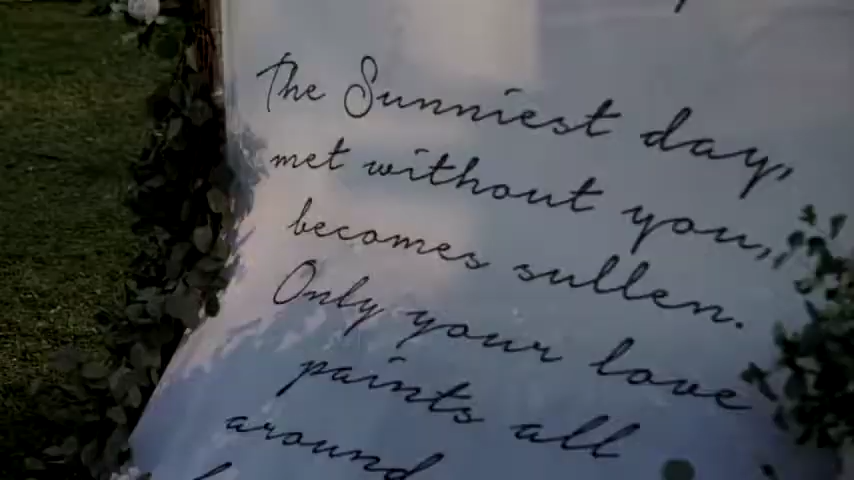 The Sunniest day,
met without you,
becomes sullen.
Only your love
paints all
around